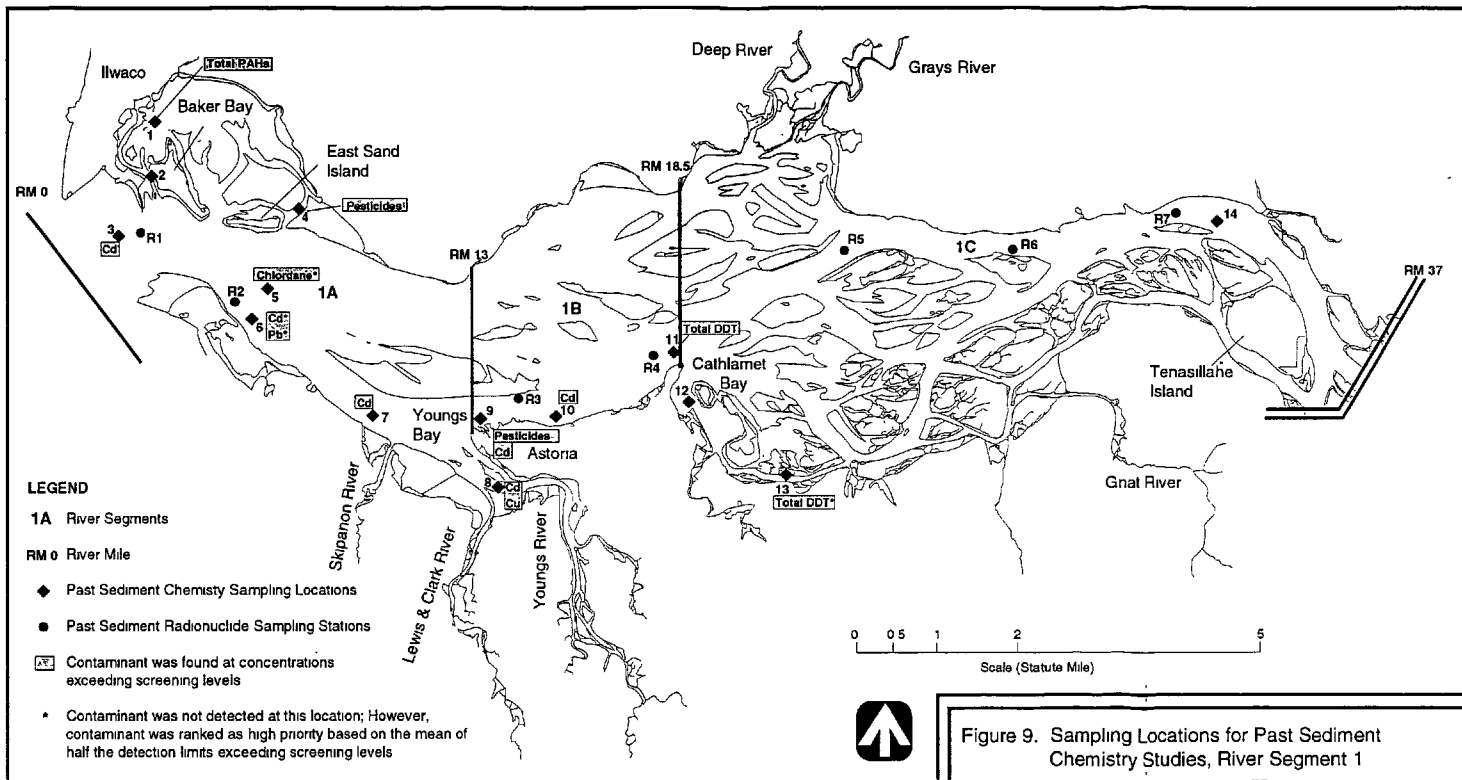 Deep River
Grays River
Ilwaco
Total PAHs
Baker Bay
1
2
East Sand
Island
RM 0
RM 18.5
4
Pesticides
3
Cd
R1
R7
14
R5
1C
R6
RM 13
Chlordane*
5
1A
R2
6
Cd*
Pb*
1B
RM 37
Total DDT
11
R4
Cathlamet
Bay
12
Tenasillahe
Island
Cd
7
Youngs
Bay
9
R3
Cd
10
Pesticides
Cd
Astoria
8
Cd
Cu
13
Total DDT*
Gnat River
Skipanon River
Lewis & Clark River
Youngs River
LEGEND
1A River Segments
RM 0 River Mile
Past Sediment Chemisty Sampling Locations
Past Sediment Radionuclide Sampling Stations
Contaminant was found at concentrations
exceeding screening levels
* Contaminant was not detected at this location; However,
contaminant was ranked as high priority based on the mean of
half the detection limits exceeding screening levels
0 0 5 1 2 5
Scale (Statute Mile)
Figure 9. Sampling Locations for Past Sediment
Chemistry Studies, River Segment 1